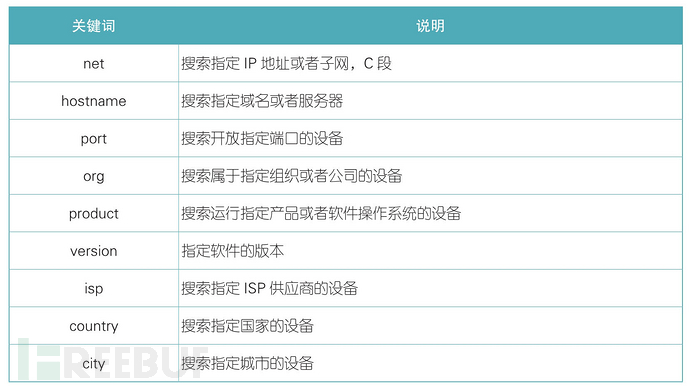 关键词 说明
net 搜索指定 IP 地址或者子网，C 段
hostname 搜索指定域名或者服务器
port 搜索开放指定端口的设备
org 搜索属于指定组织或者公司的设备
product 搜索运行指定产品或者软件操作系统的设备
version 指定软件的版本
isp 搜索指定 ISP 供应商的设备
country 搜索指定国家的设备
city 搜索指定城市的设备
FREEBUF